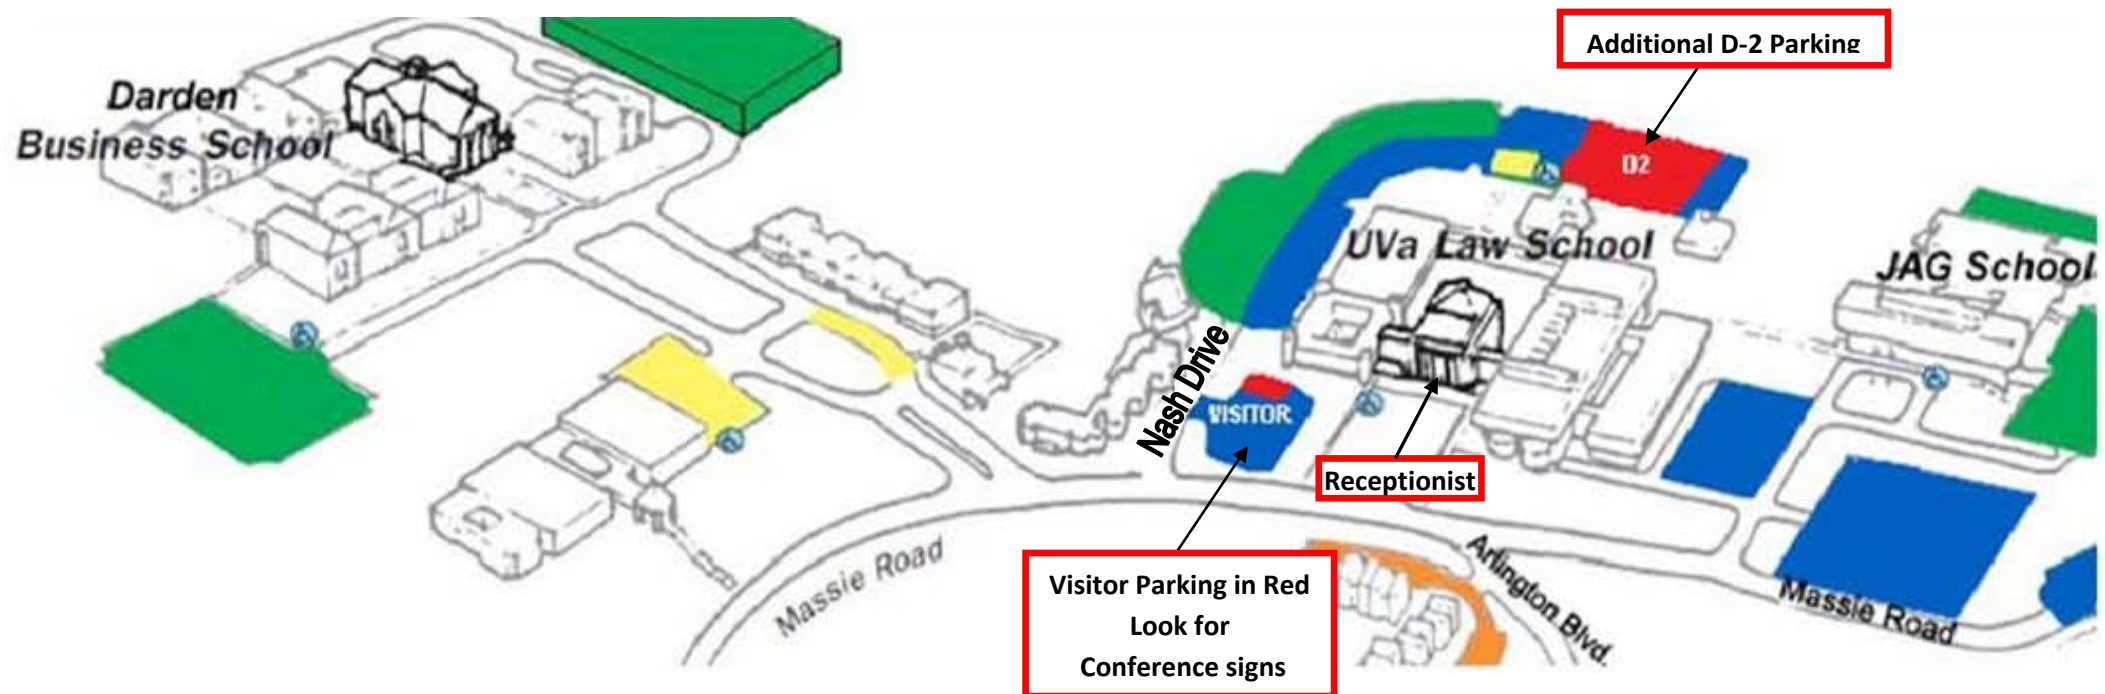 Additional D-2 Parking
Darden
Business School
D2
UVa Law School
JAG School
Nash Drive
VISITOR
Receptionist
Visitor Parking in Red
Look for
Conference signs
Massie Road
Arlington Blvd.
Massie Road